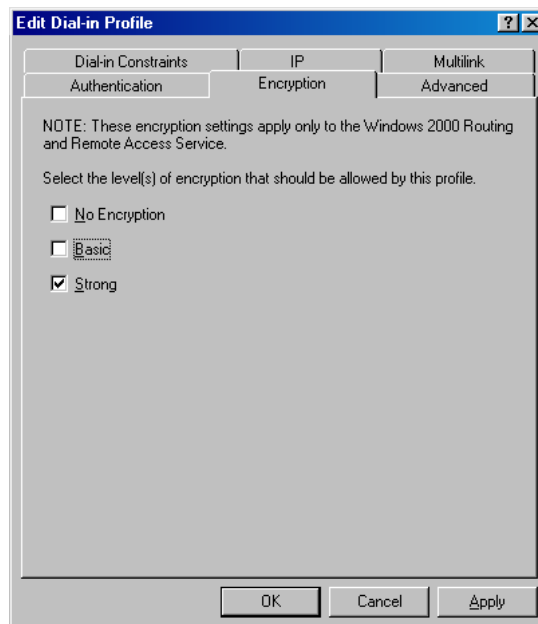 Edit Dial-in Profile
Dial-in Constraints
IP
Multilink
Authentication
Encryption
Advanced
NOTE: These encryption settings apply only to the Windows 2000 Routing
and Remote Access Service.
Select the level(s) of encryption that should be allowed by this profile.
No Encryption
Basic
Strong
OK
Cancel
Apply